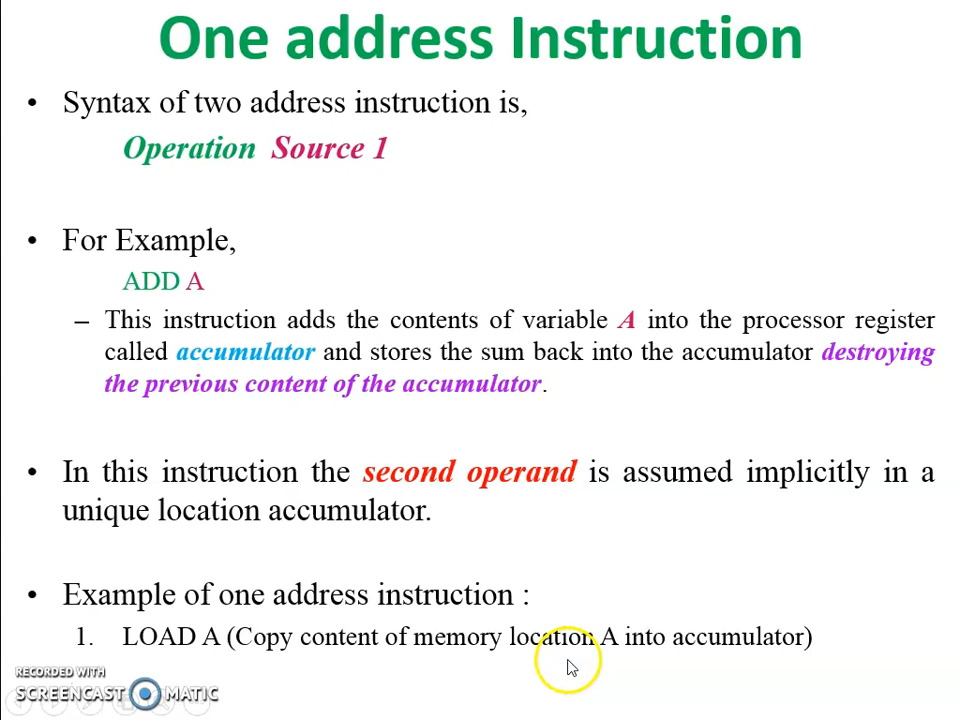 One address Instruction
• Syntax of two address instruction is,
Operation Source 1
• For Example,
ADD A
– This instruction adds the contents of variable A into the processor register
called accumulator and stores the sum back into the accumulator destroying
the previous content of the accumulator.
• In this instruction the second operand is assumed implicitly in a
unique location accumulator.
• Example of one address instruction :
1. LOAD A (Copy content of memory location A into accumulator)
RECORDED WITH
SCREENCAST MATIC